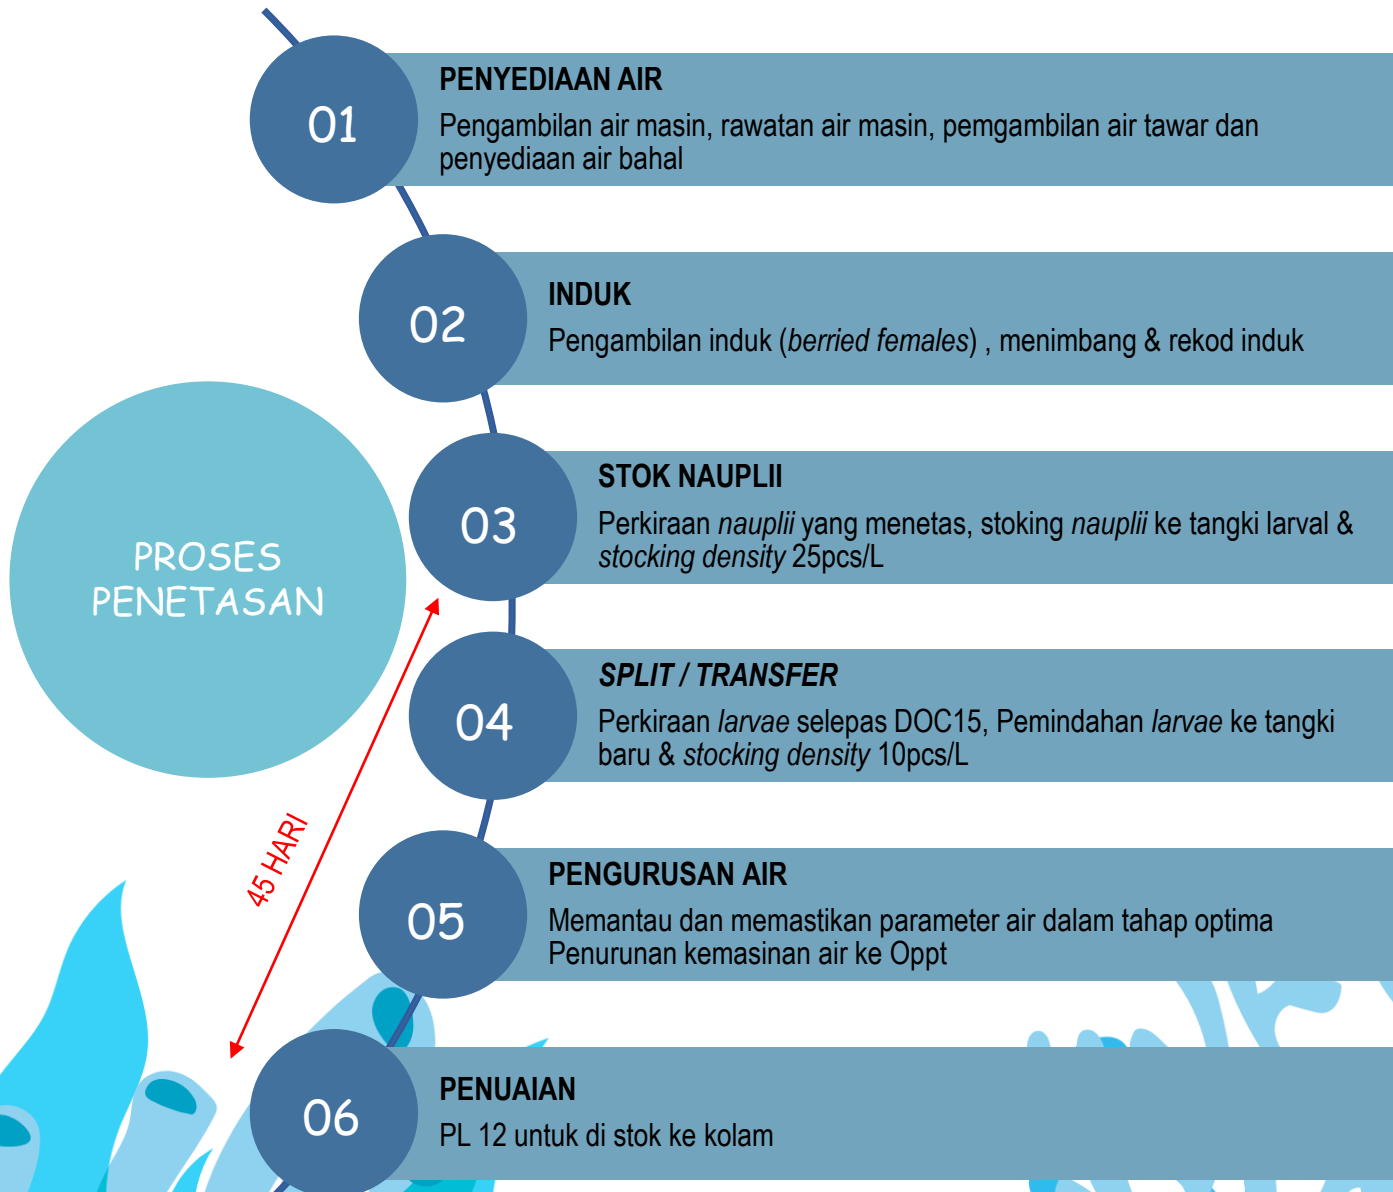 01
PENYEDIAAN AIR
Pengambilan air masin, rawatan air masin, pemgambilan air tawar dan
penyediaan air bahal
02
INDUK
Pengambilan induk (berried females) , menimbang & rekod induk
PROSES
PENETASAN
03
STOK NAUPLII
Perkiraan nauplii yang menetas, stoking nauplii ke tangki larval &
stocking density 25pcs/L
04
SPLIT / TRANSFER
Perkiraan larvae selepas DOC15, Pemindahan larvae ke tangki
baru & stocking density 10pcs/L
45 HARI
05
PENGURUSAN AIR
Memantau dan memastikan parameter air dalam tahap optima
Penurunan kemasinan air ke Oppt
06
PENUAIAN
PL 12 untuk di stok ke kolam